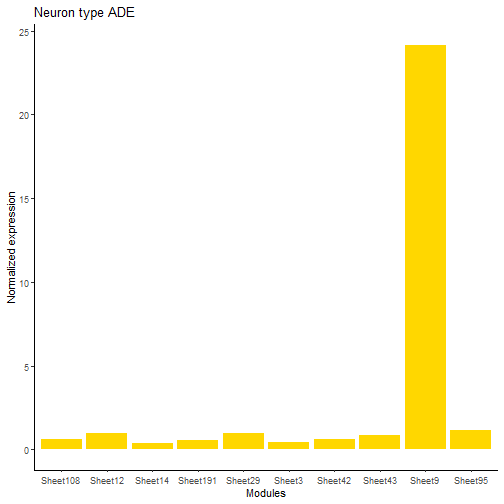 Neuron type ADE
25
20
15
10
5
0
Normalized expression
Sheet108 Sheet12 Sheet14 Sheet191 Sheet29 Sheet3 Sheet42 Sheet43 Sheet9 Sheet95
Modules